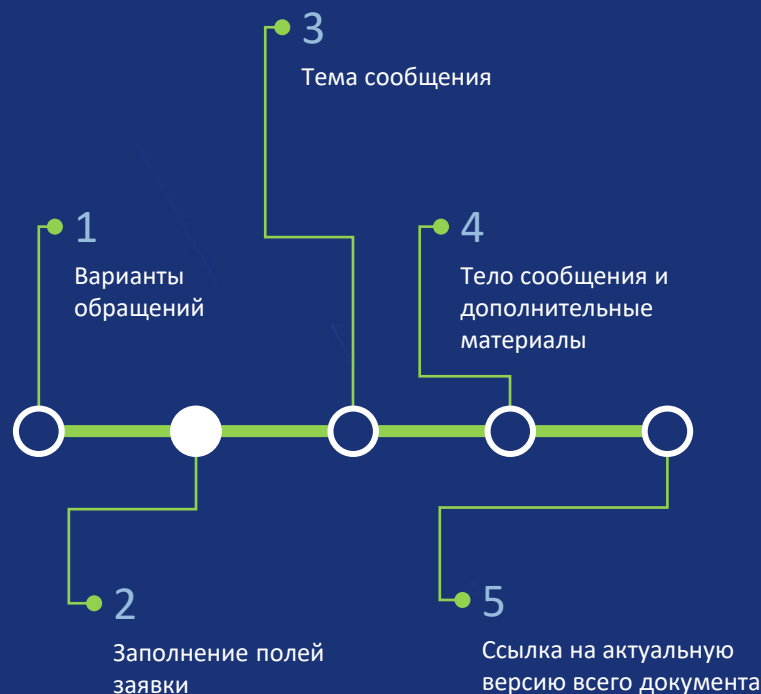 1
Варианты
обращений
2
Заполнение полей
заявки
3
Тема сообщения
4
Тело сообщения и
дополнительные
материалы
5
Ссылка на актуальную
версию всего документа